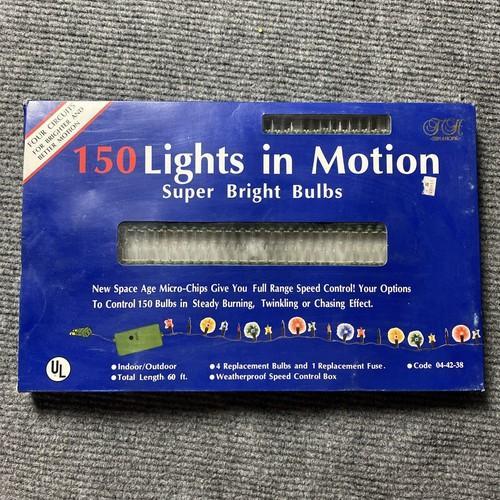 FOUR CIRCUITS
FOR BRIGHTER AND
BETTER MOTION
150 Lights in Motion
Super Bright Bulbs
New Space Age Micro-Chips Give You Full Range Speed Control! Your Options
To Control 150 Bulbs in Steady Burning, Twinkling or Chasing Effect.
UL
• Indoor/Outdoor • 4 Replacement Bulbs and 1 Replacement Fuse. • Code 04-42-38
• Total Length 60 ft. • Weatherproof Speed Control Box